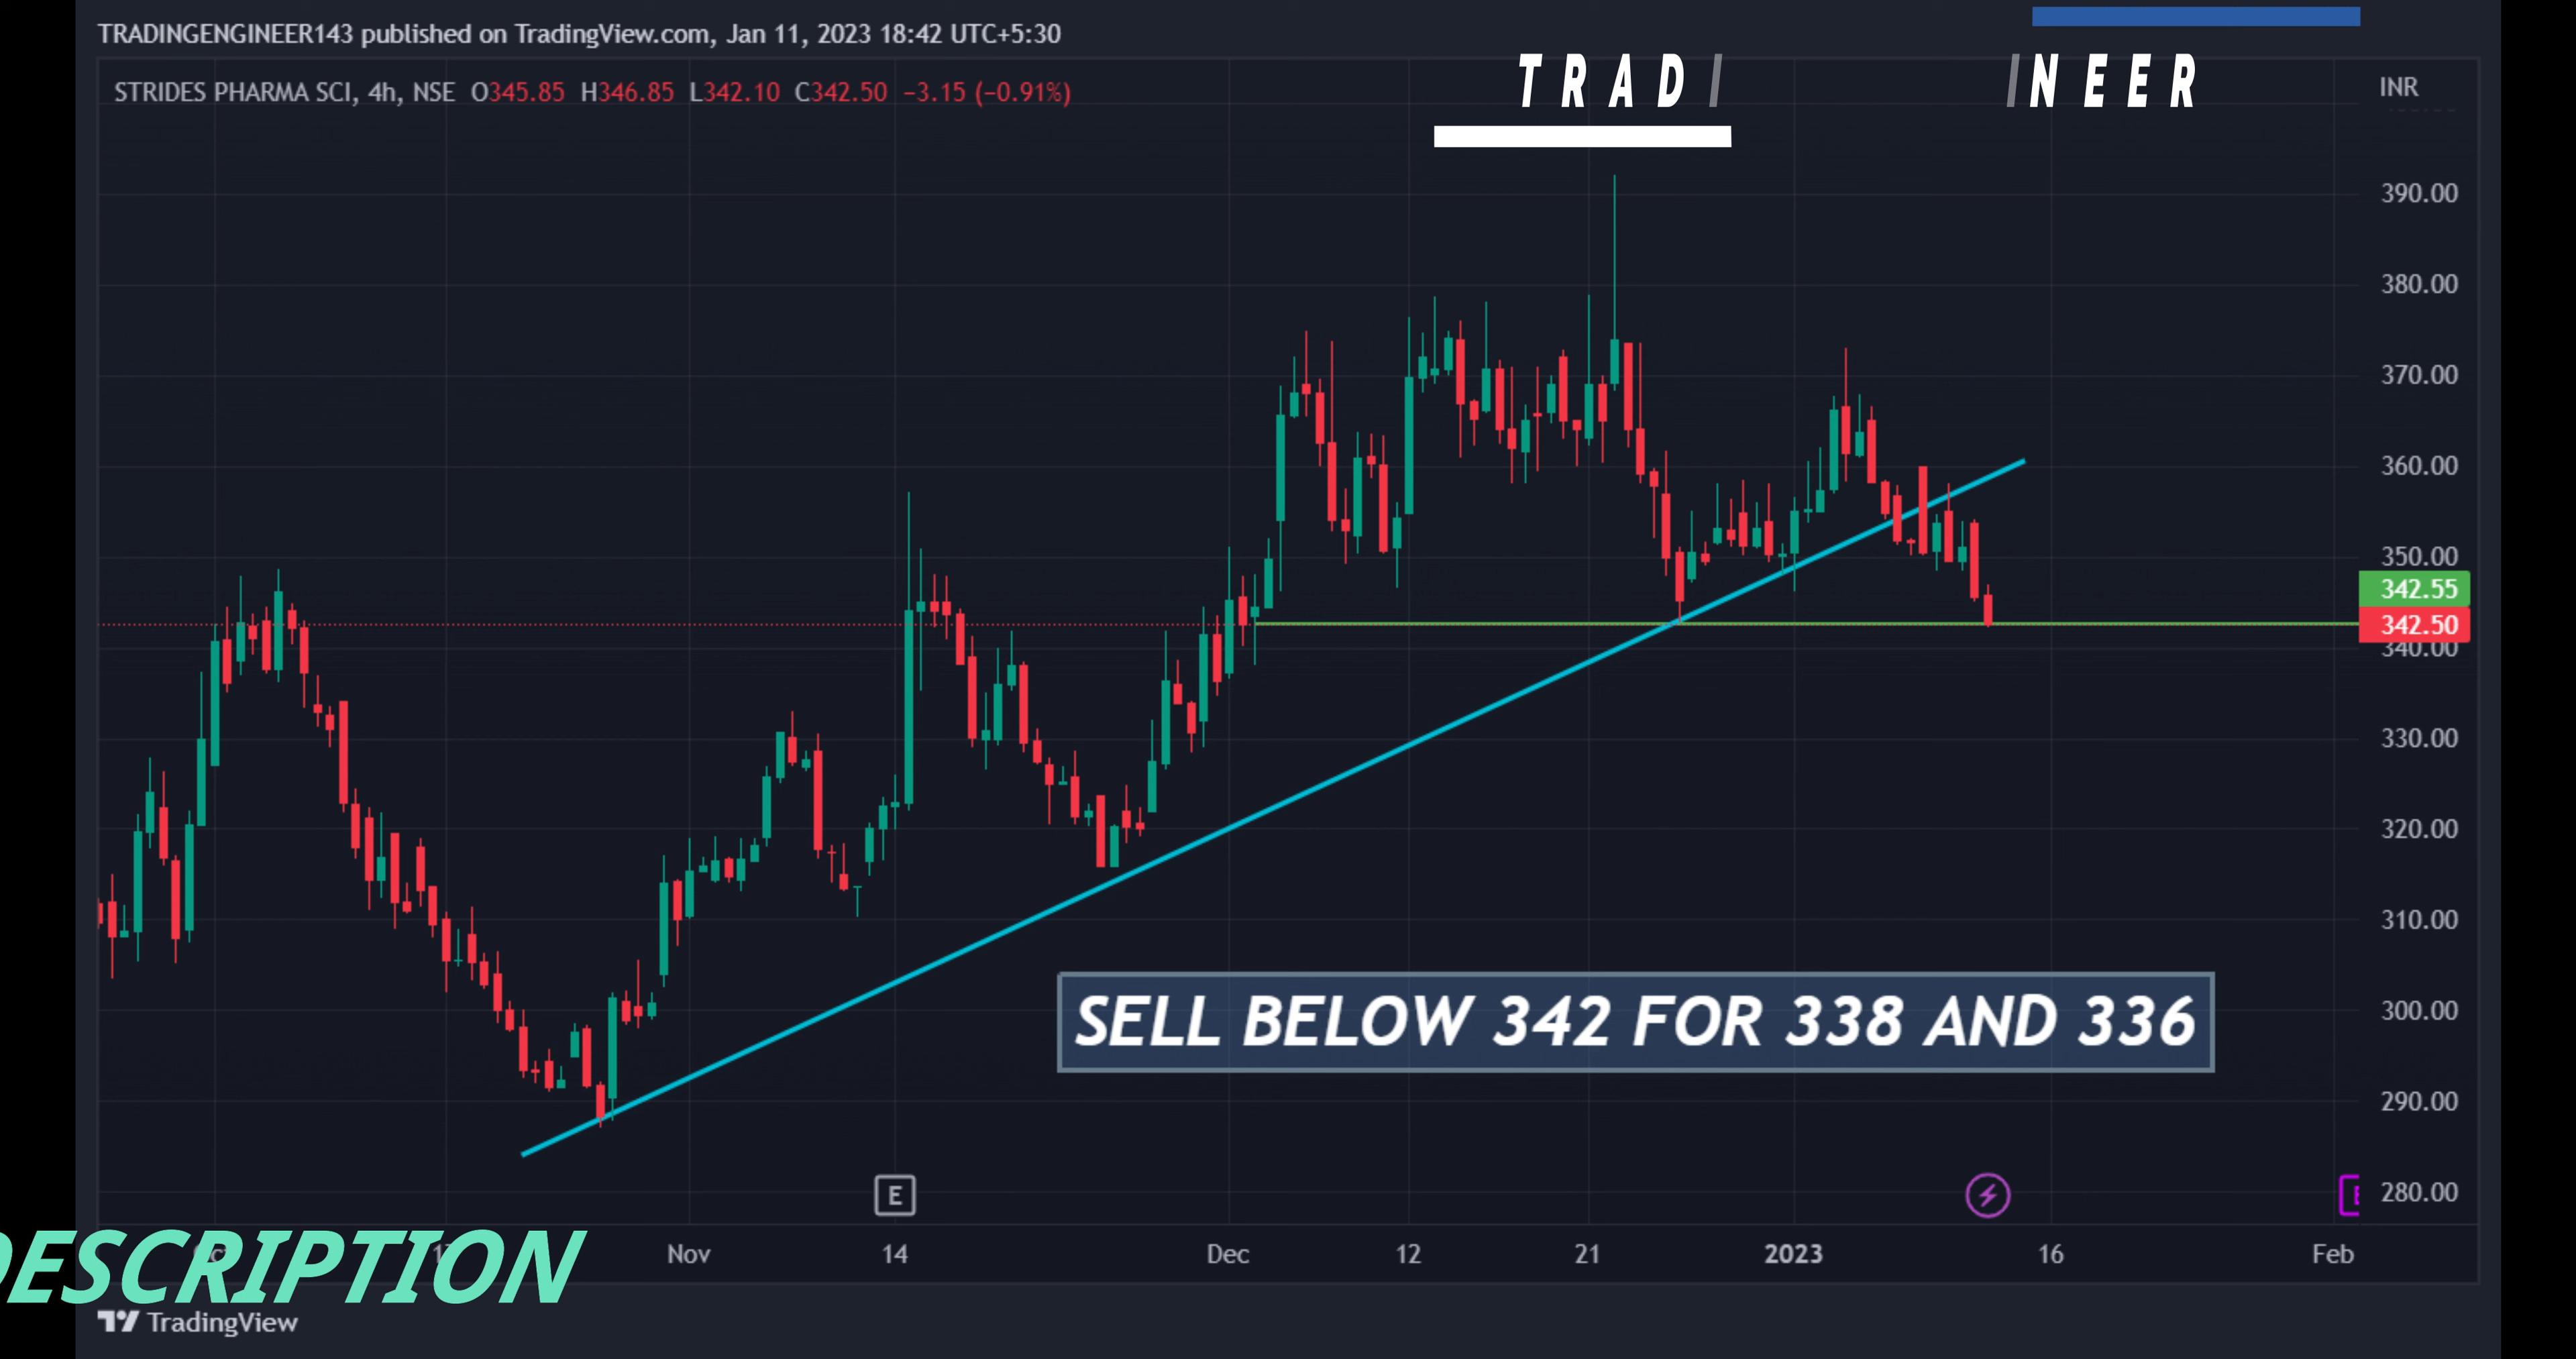 TRADINGENGINEER143 published on TradingView.com, Jan 11, 2023 18:42 UTC+5:30
TRADI INEER
STRIDES PHARMA SCI, 4h, NSE O345.85 H346.85 L342.10 C342.50 −3.15 (−0.91%)
INR
390.00
380.00
370.00
360.00
350.00
342.55
342.50
340.00
330.00
320.00
310.00
300.00
SELL BELOW 342 FOR 338 AND 336
290.00
280.00
E
Nov 14 Dec 12 21 2023 16 Feb
DESCRIPTION
TradingView